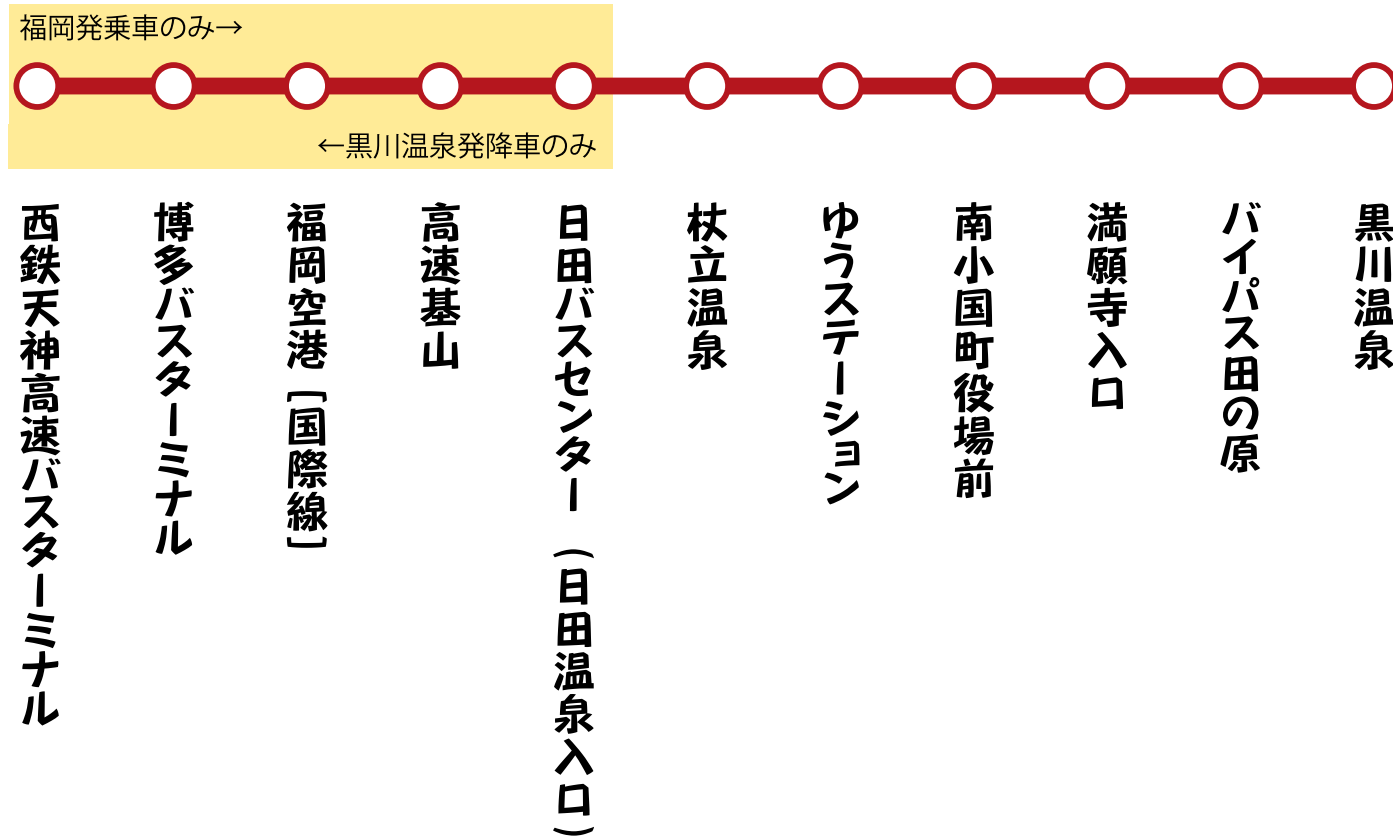 福岡発乗車のみ→
←黒川温泉発降車のみ
西鉄天神高速バスターミナル
博多バスターミナル
福岡空港［国際線］
高速基山
日田バスセンター（日田温泉入口）
杖立温泉
ゆうステーション
南小国町役場前
満願寺入口
バイパス田の原
黒川温泉